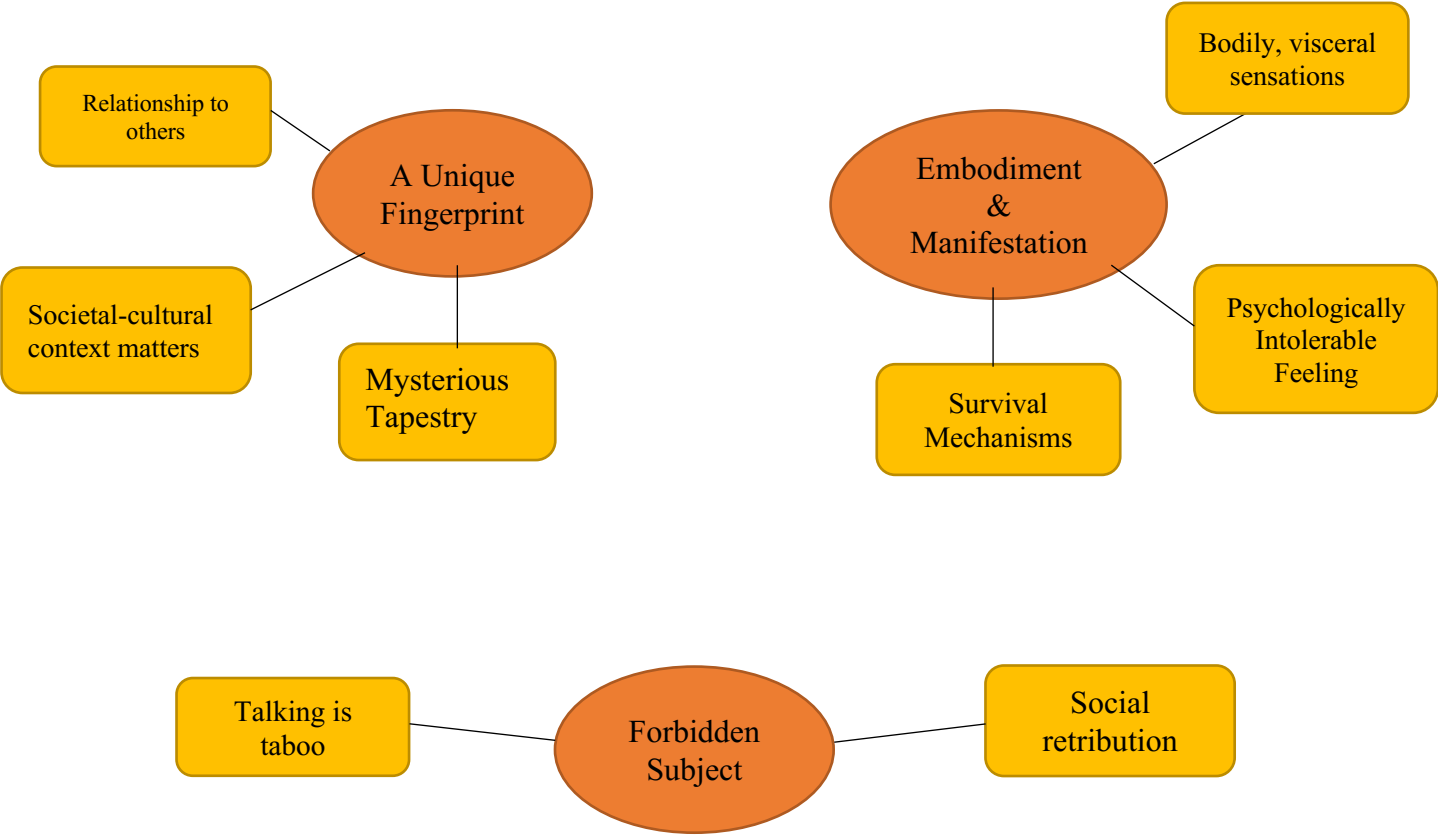 Relationship to
others
A Unique
Fingerprint
Societal-cultural
context matters
Mysterious
Tapestry
Bodily, visceral
sensations
Embodiment
&
Manifestation
Psychologically
Intolerable
Feeling
Survival
Mechanisms
Talking is
taboo
Forbidden
Subject
Social
retribution